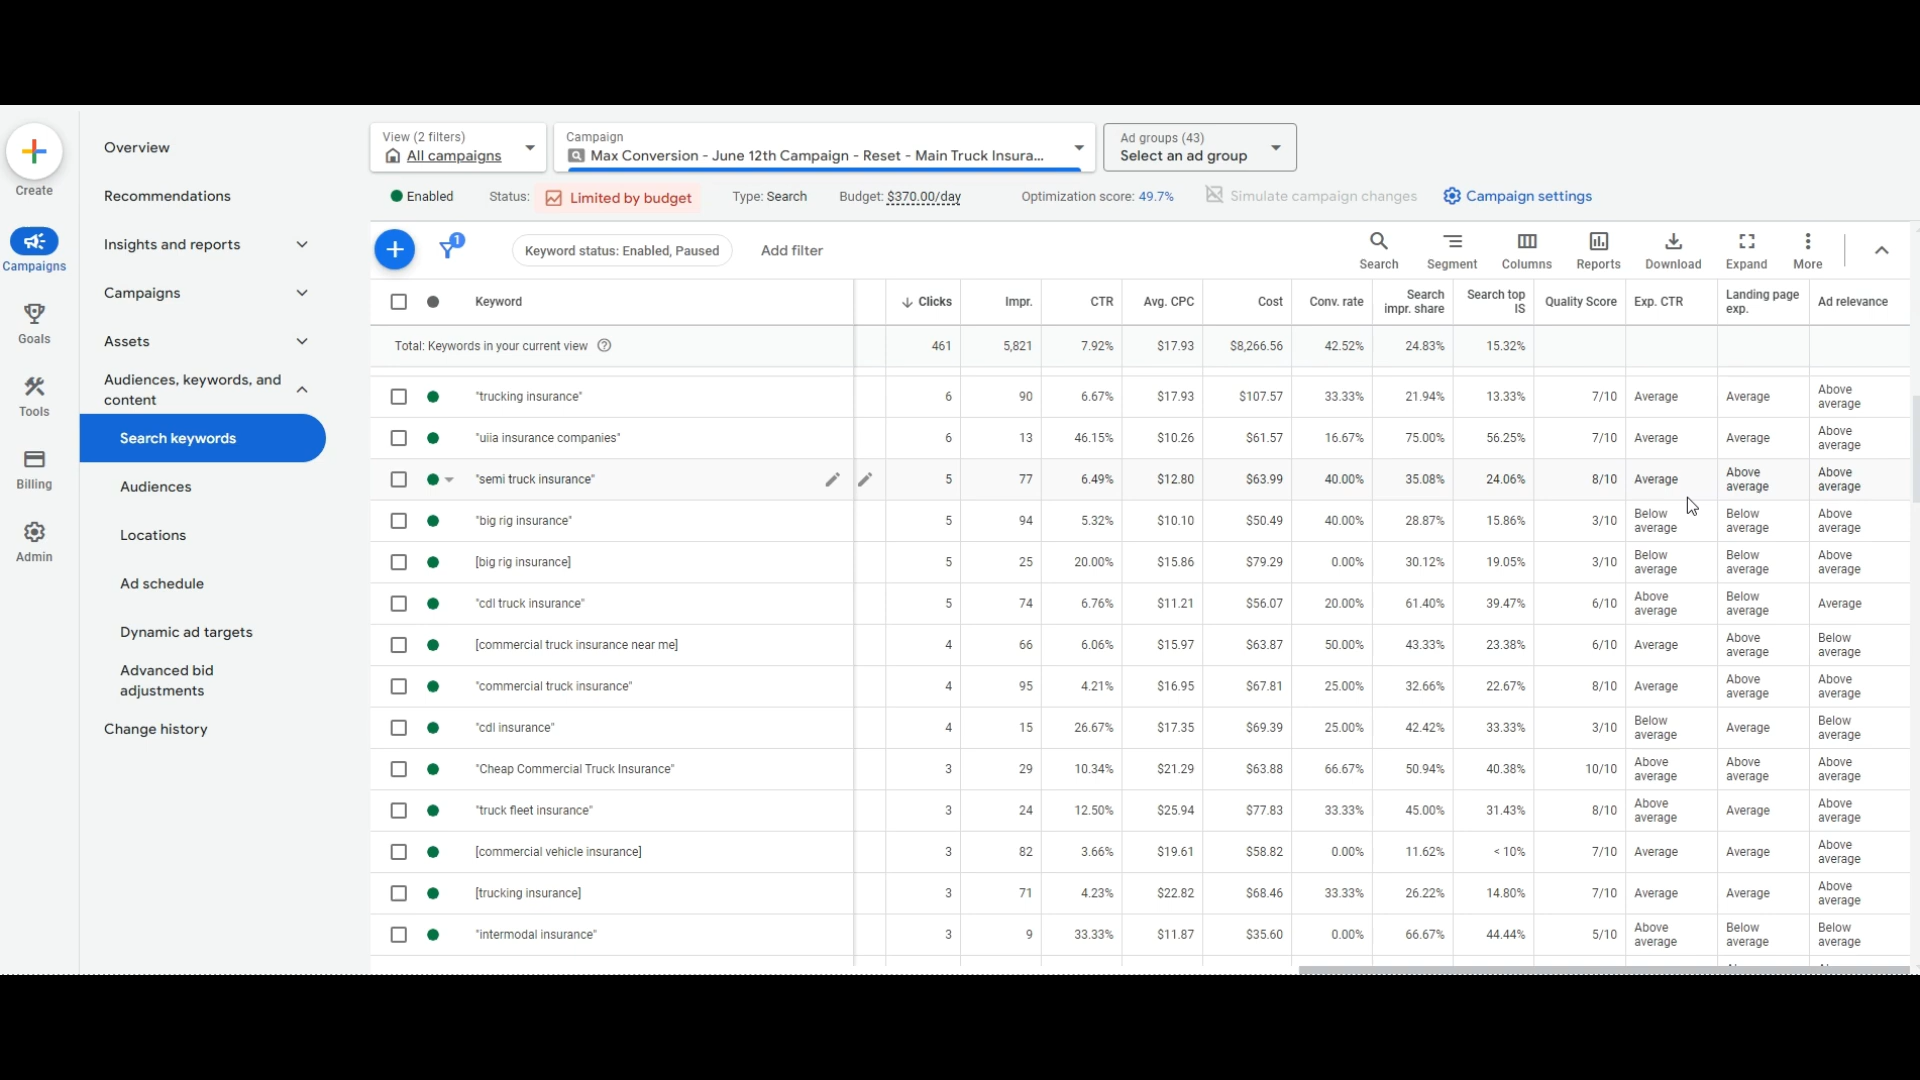 View (2 filters)
All campaigns
Campaign
Max Conversion - June 12th Campaign - Reset - Main Truck Insura...
Ad groups (43)
Select an ad group
Create
Campaigns
Goals
Tools
Billing
Admin
Overview
Recommendations
Insights and reports
Campaigns
Assets
Audiences, keywords, and
content
Search keywords
Audiences
Locations
Ad schedule
Dynamic ad targets
Advanced bid
adjustments
Change history
Enabled Status: Limited by budget Type: Search Budget: $370.00/day Optimization score: 49.7% Simulate campaign changes Campaign settings
1
Keyword status: Enabled, Paused Add filter
Search Segment Columns Reports Download Expand More
Keyword Clicks Impr. CTR Avg. CPC Cost Conv. rate Search impr. share Search top IS Quality Score Exp. CTR Landing page exp. Ad relevance
Total: Keywords in your current view 461 5,821 7.92% $17.93 $8,266.56 42.52% 24.83% 15.32%
"trucking insurance" 6 90 6.67% $17.93 $107.57 33.33% 21.94% 13.33% 7/10 Average Average Above average
"uiia insurance companies" 6 13 46.15% $10.26 $61.57 16.67% 75.00% 56.25% 7/10 Average Average Above average
"semi truck insurance" 5 77 6.49% $12.80 $63.99 40.00% 35.08% 24.06% 8/10 Average Above average Above average
"big rig insurance" 5 94 5.32% $10.10 $50.49 40.00% 28.87% 15.86% 3/10 Below average Below average Above average
[big rig insurance] 5 25 20.00% $15.86 $79.29 0.00% 30.12% 19.05% 3/10 Below average Below average Above average
"cdl truck insurance" 5 74 6.76% $11.21 $56.07 20.00% 61.40% 39.47% 6/10 Above average Below average Average
[commercial truck insurance near me] 4 66 6.06% $15.97 $63.87 50.00% 43.33% 23.38% 6/10 Average Above average Below average
"commercial truck insurance" 4 95 4.21% $16.95 $67.81 25.00% 32.66% 22.67% 8/10 Average Above average Above average
"cdl insurance" 4 15 26.67% $17.35 $69.39 25.00% 42.42% 33.33% 3/10 Below average Average Below average
"Cheap Commercial Truck Insurance" 3 29 10.34% $21.29 $63.88 66.67% 50.94% 40.38% 10/10 Above average Above average Above average
"truck fleet insurance" 3 24 12.50% $25.94 $77.83 33.33% 45.00% 31.43% 8/10 Above average Average Above average
[commercial vehicle insurance] 3 82 3.66% $19.61 $58.82 0.00% 11.62% < 10% 7/10 Average Average Above average
[trucking insurance] 3 71 4.23% $22.82 $68.46 33.33% 26.22% 14.80% 7/10 Average Average Above average
"intermodal insurance" 3 9 33.33% $11.87 $35.60 0.00% 66.67% 44.44% 5/10 Above average Below average Below average